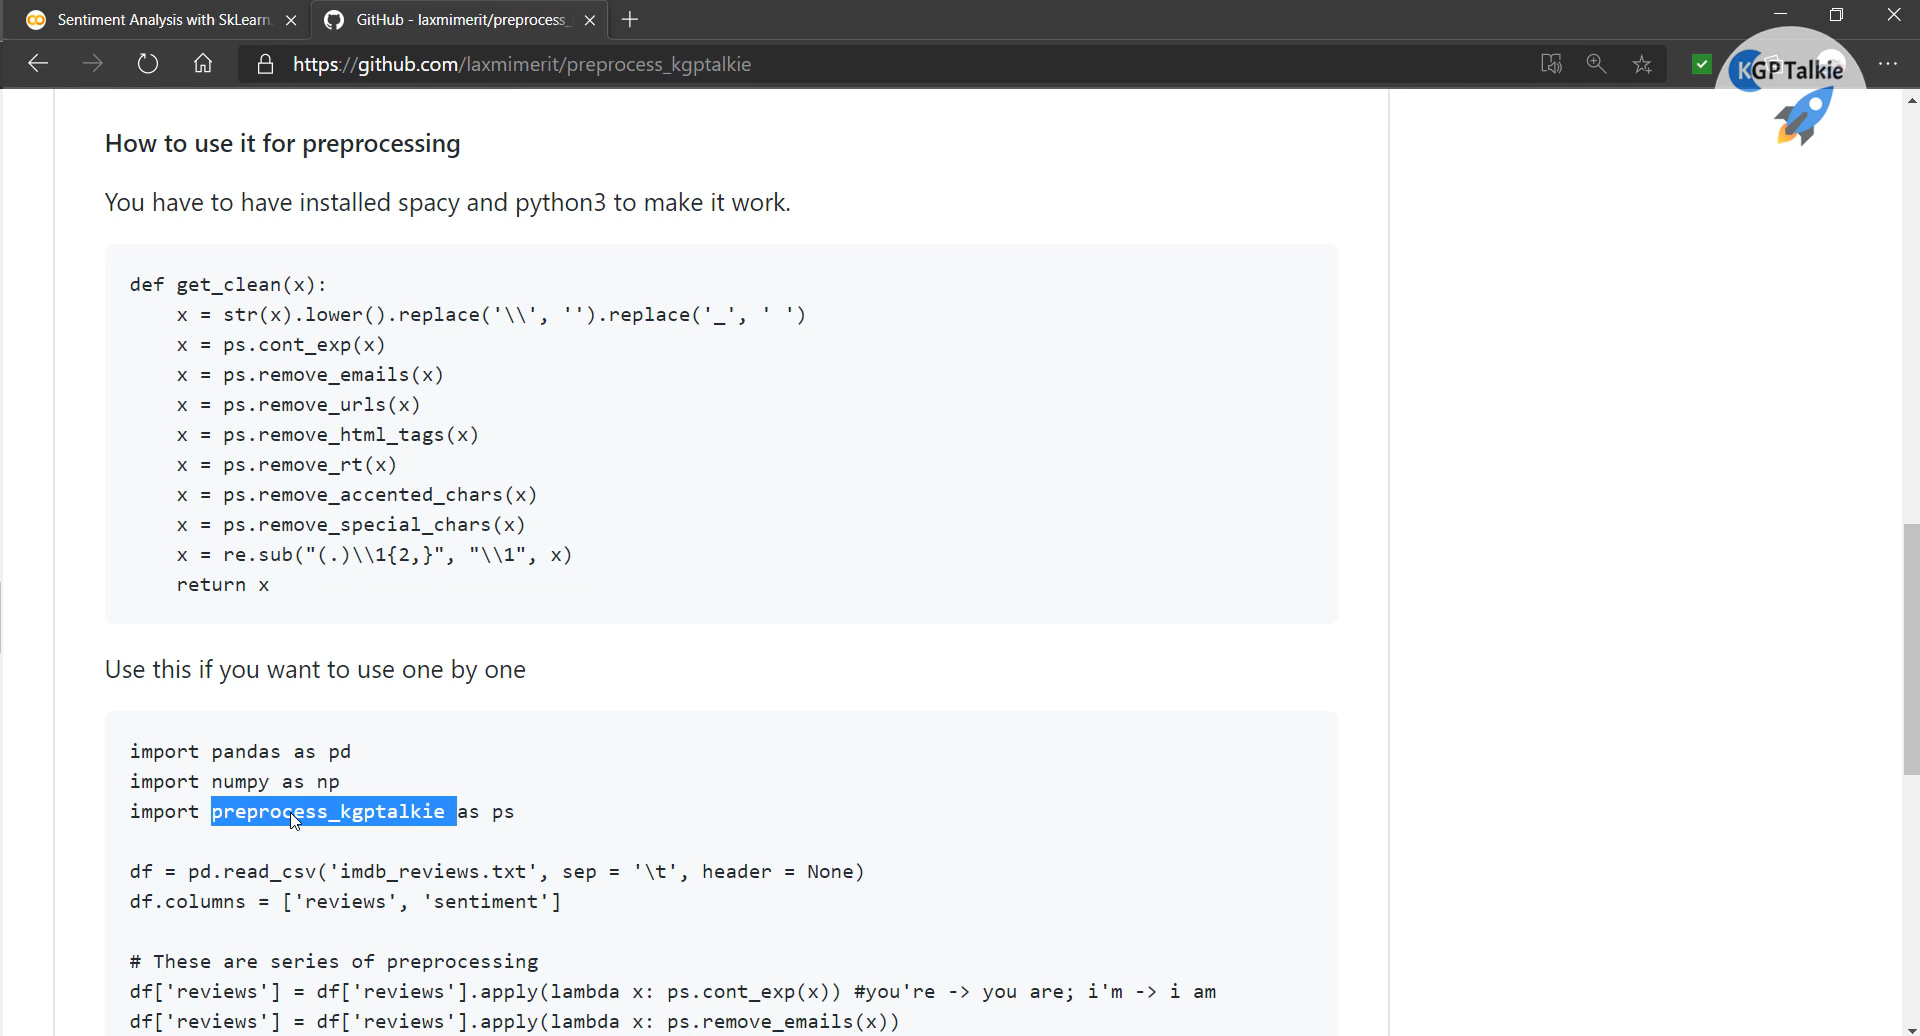 Sentiment Analysis with SkLearn
GitHub - laxmimerit/preprocess_
https://github.com/laxmimerit/preprocess_kgptalkie
KGPTalkie
How to use it for preprocessing
You have to have installed spacy and python3 to make it work.
def get_clean(x):
    x = str(x).lower().replace('\\', '').replace('_', ' ')
    x = ps.cont_exp(x)
    x = ps.remove_emails(x)
    x = ps.remove_urls(x)
    x = ps.remove_html_tags(x)
    x = ps.remove_rt(x)
    x = ps.remove_accented_chars(x)
    x = ps.remove_special_chars(x)
    x = re.sub("(.)\\1{2,}", "\\1", x)
    return x
Use this if you want to use one by one
import pandas as pd
import numpy as np
import preprocess_kgptalkie as ps
df = pd.read_csv('imdb_reviews.txt', sep = '\t', header = None)
df.columns = ['reviews', 'sentiment']
# These are series of preprocessing
df['reviews'] = df['reviews'].apply(lambda x: ps.cont_exp(x)) #you're -> you are; i'm -> i am
df['reviews'] = df['reviews'].apply(lambda x: ps.remove_emails(x))